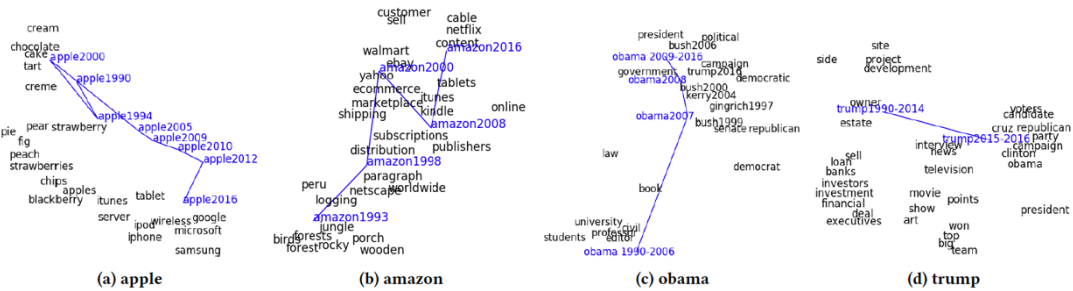 cream
chocolate
cake
apple2000
tart
apple1990
creme
apple1994
pear strawberry
apple2005
pie
apple2009
fig
apple2010
peach
apple2012
strawberries
chips
apples
tablet
blackberry
itunes
apple2016
server
wireless
google
ipod
microsoft
iphone
samsung
(a) apple
customer
sell
cable
netflix
content
amazon2016
walmart
ebay
amazon2000
yahoo
tablets
ecommerce
itunes
marketplace
kindle
online
shipping
amazon2008
subscriptions
publishers
distribution
amazon1998
paragraph
peru
netscape
worldwide
logging
amazon1993
jungle
birds
forests
porch
forest
rocky
wooden
(b) amazon
president
political
bush2006
obama 2009-2016
campaign
government
trump2016
obama2008
democratic
bush2000
kerry2004
gingrich1997
obama2007
bush1999
senate
republican
law
democrat
book
university
civil
professor
students
editor
obama 1990-2006
(c) obama
site
side
project
development
owner
trump1990-2014
voters
candidate
estate
cruz
republican
trump2015-2016
party
interview
campaign
news
clinton
sell
obama
loan
television
banks
investors
investment
movie
points
financial
show
president
deal
art
executives
won
top
big
team
(d) trump